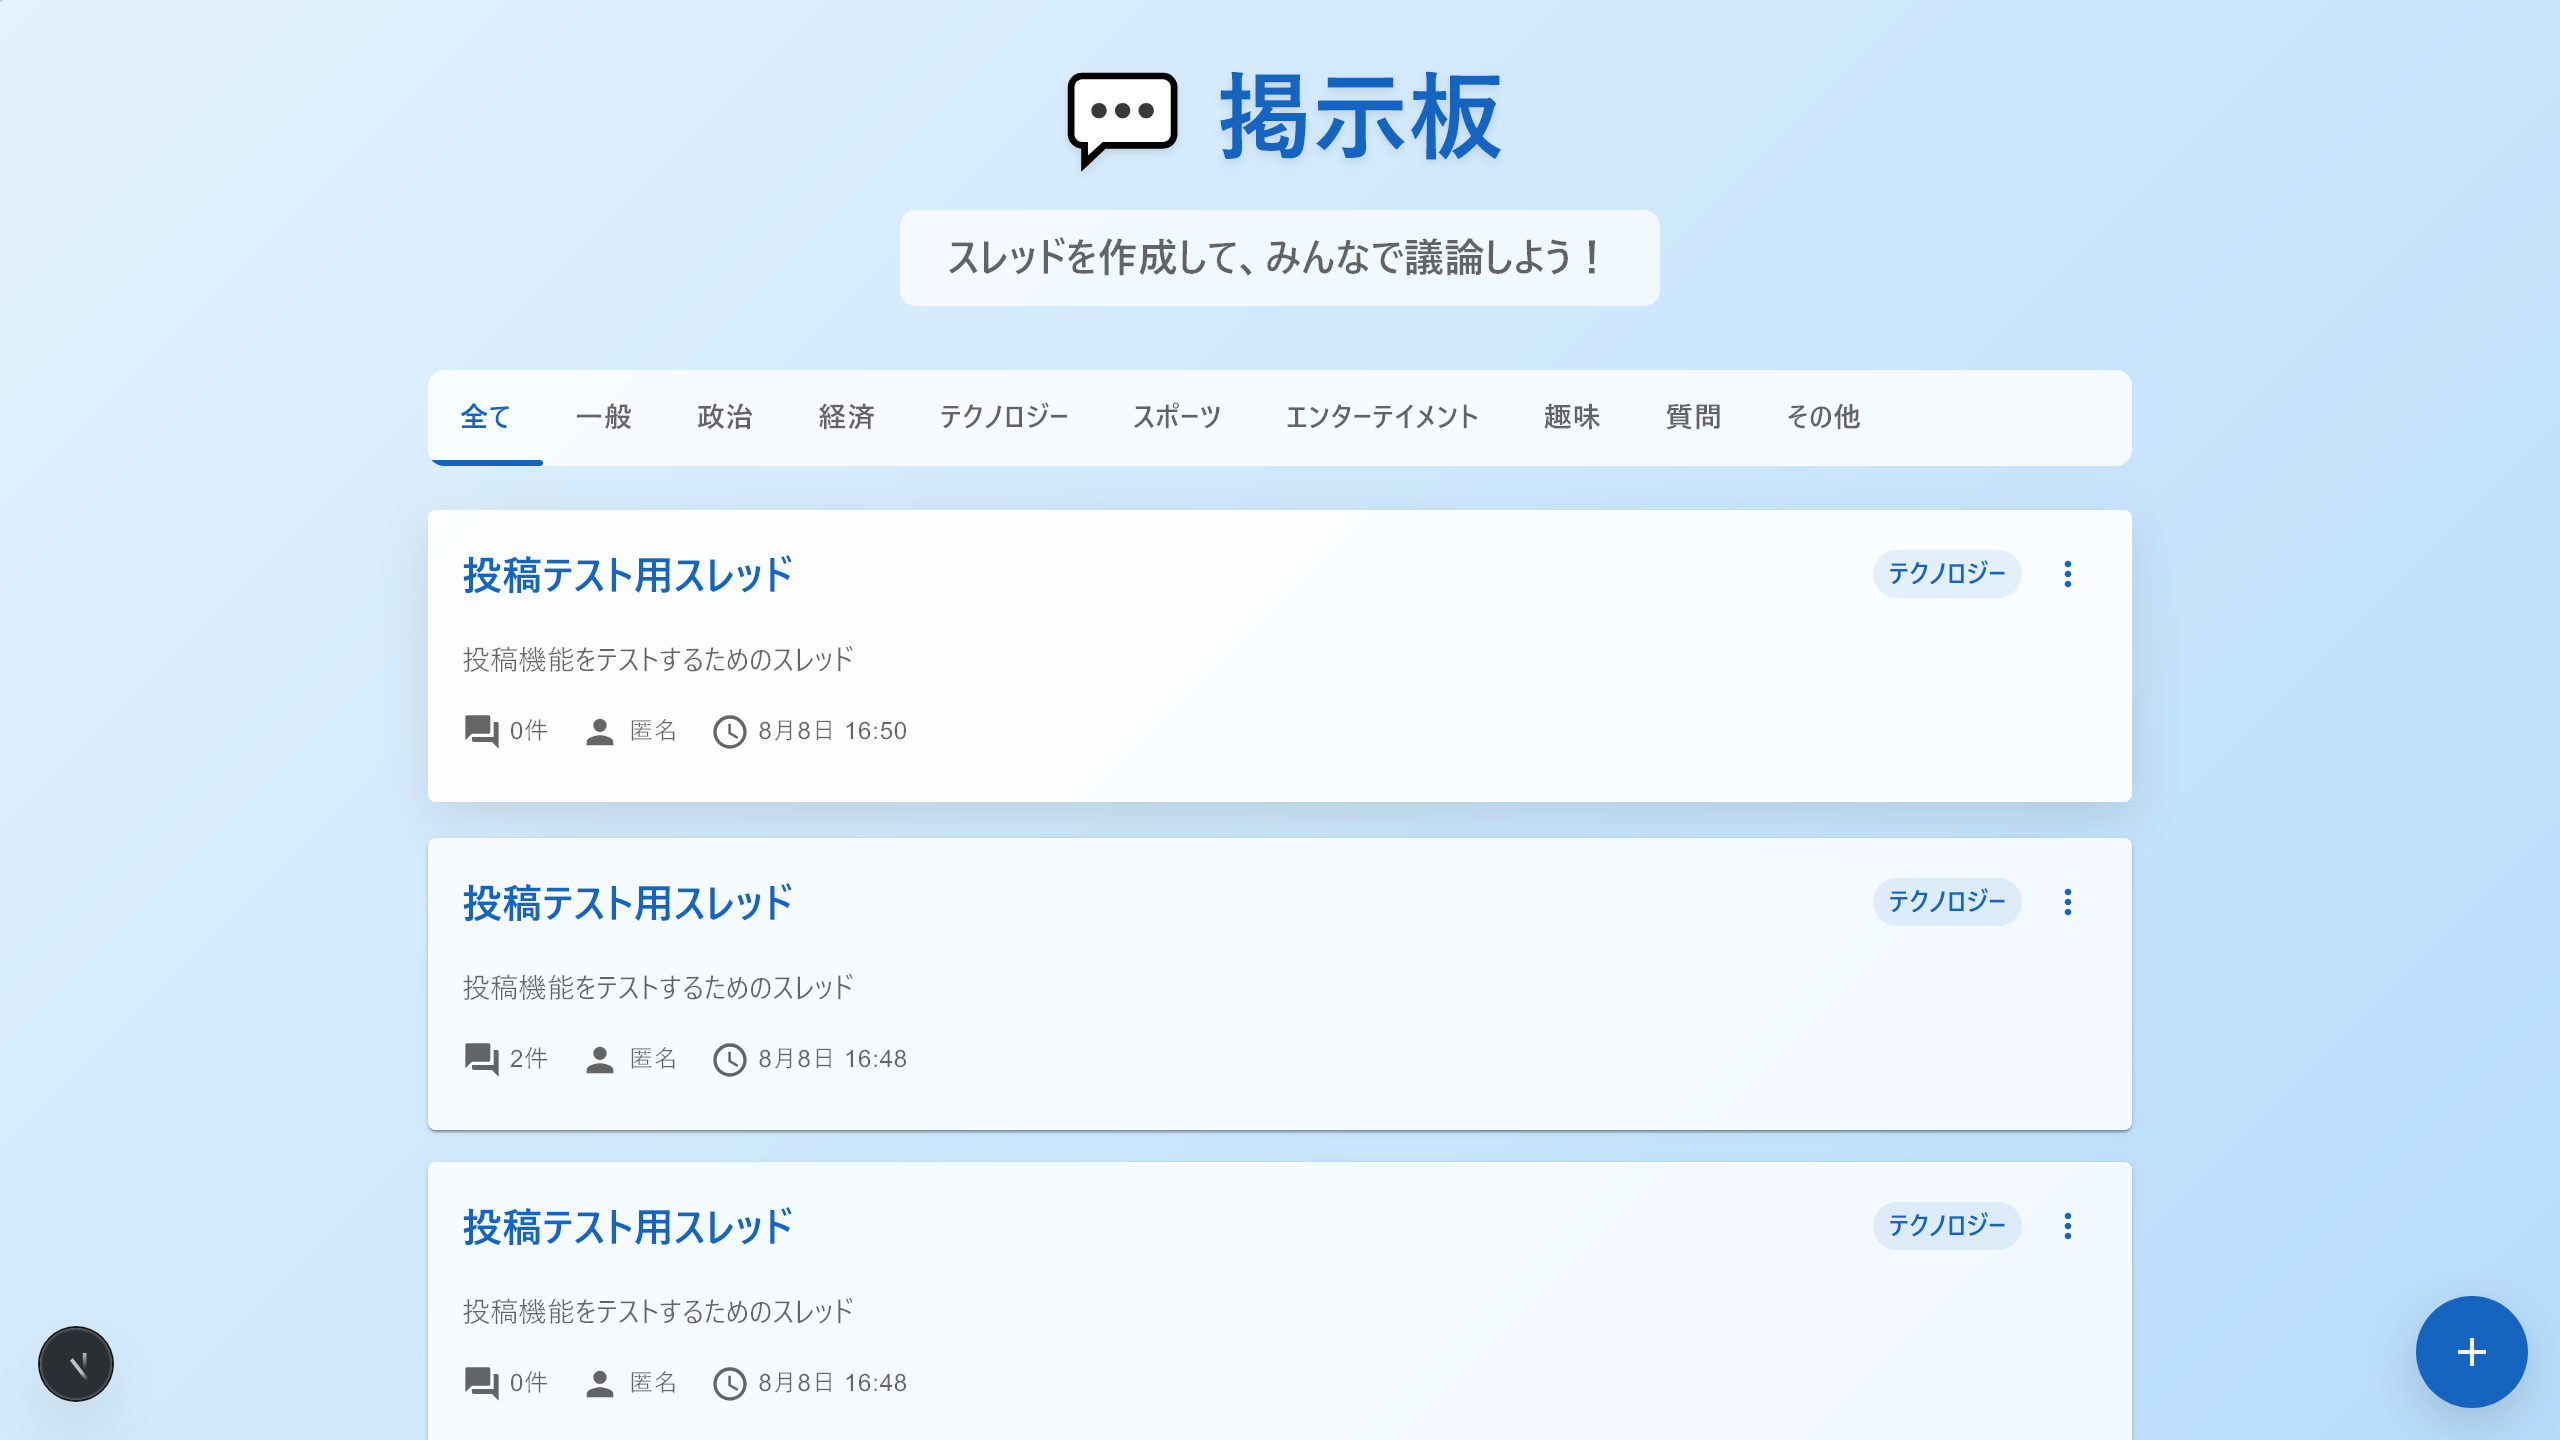 掲示板
スレッドを作成して、みんなで議論しよう！
全て 一般 政治 経済 テクノロジー スポーツ エンターテイメント 趣味 質問 その他
投稿テスト用スレッド テクノロジー
投稿機能をテストするためのスレッド
0件 匿名 8月8日 16:50
投稿テスト用スレッド テクノロジー
投稿機能をテストするためのスレッド
2件 匿名 8月8日 16:48
投稿テスト用スレッド テクノロジー
投稿機能をテストするためのスレッド
0件 匿名 8月8日 16:48